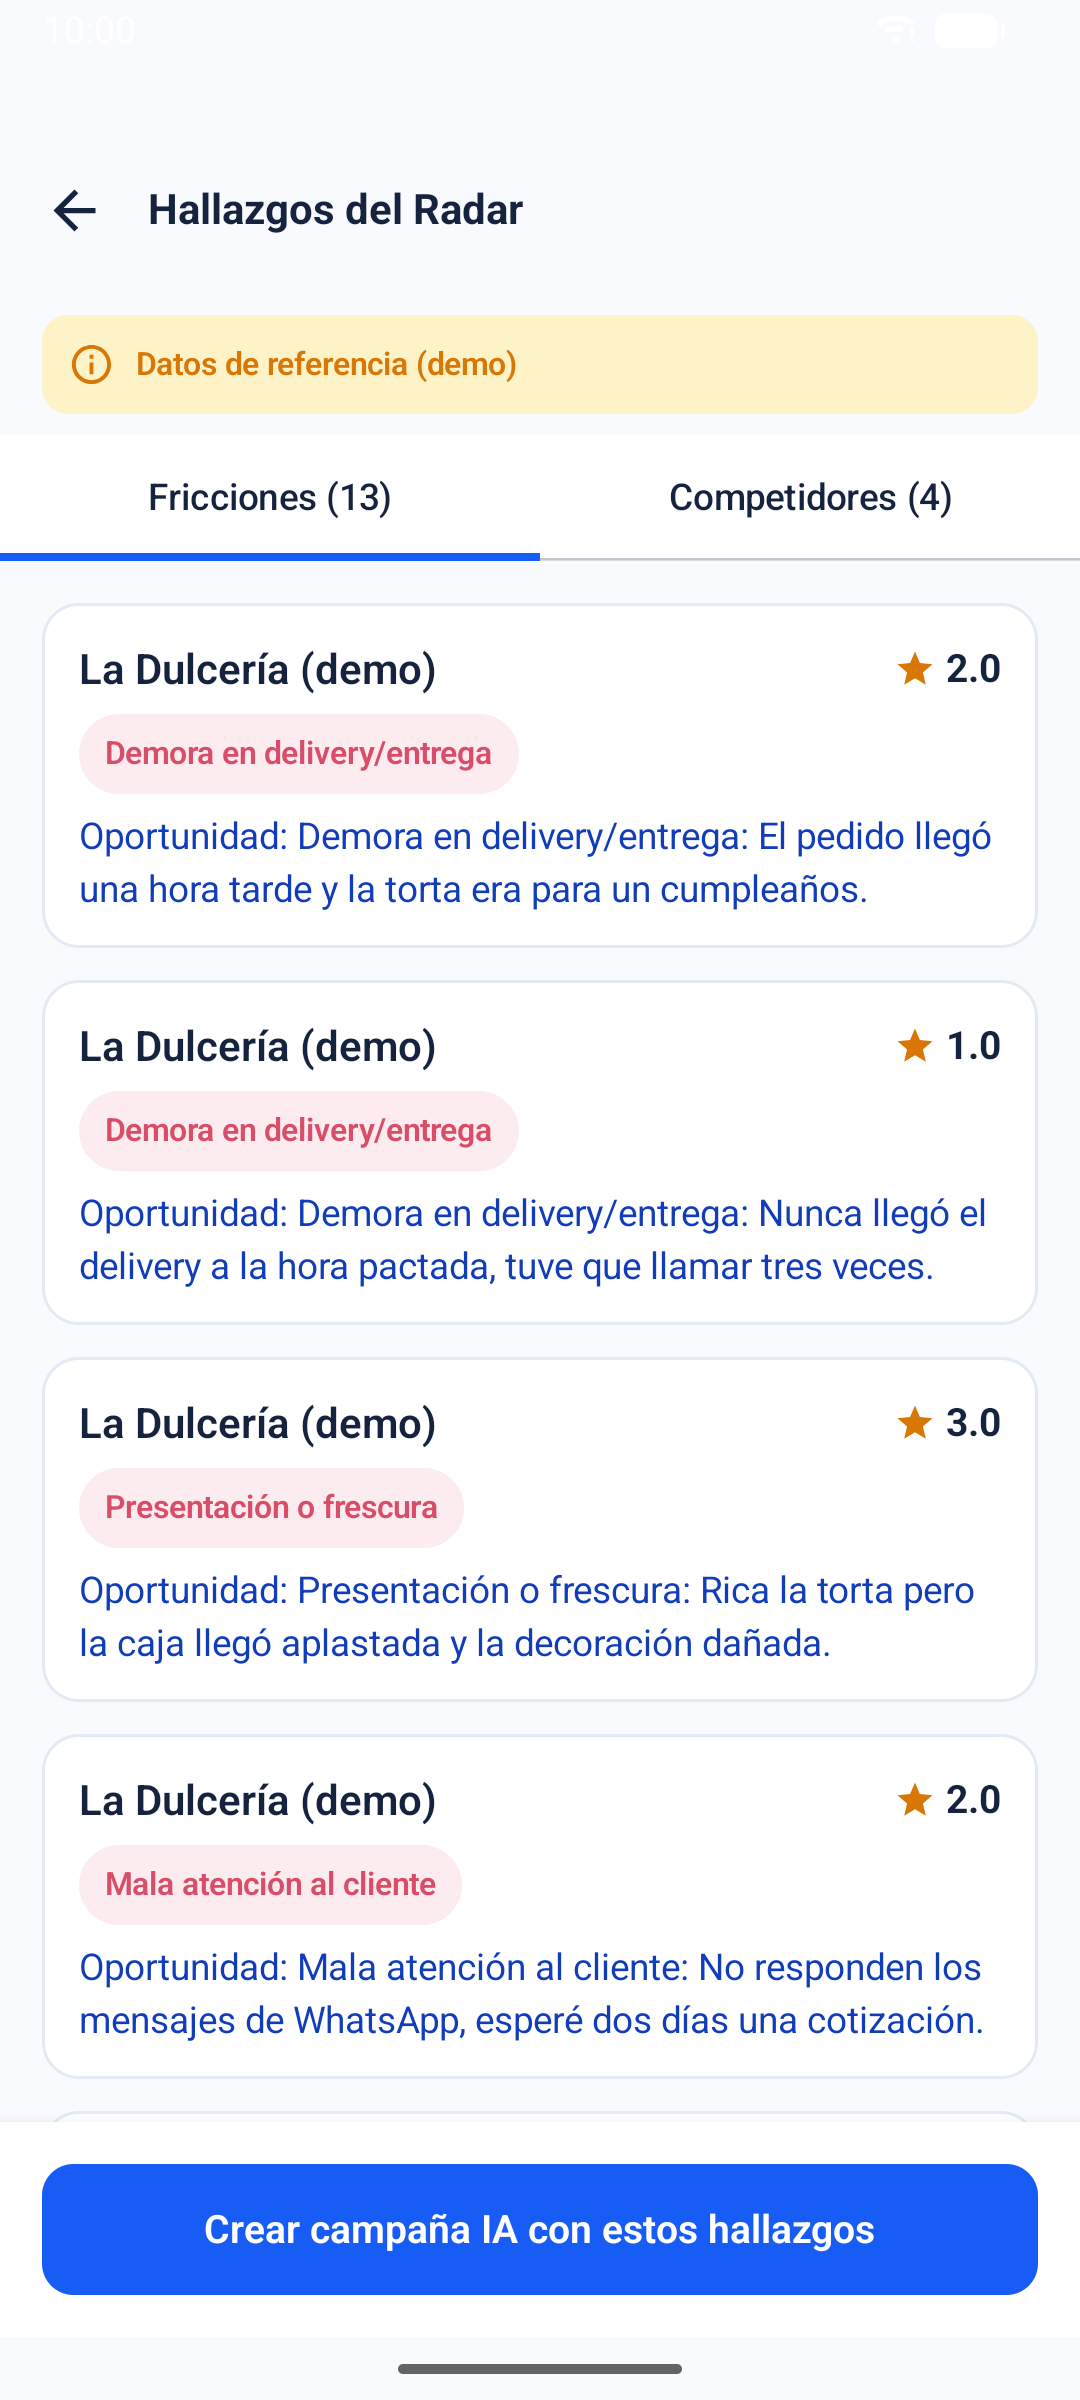 10:00
Hallazgos del Radar
Datos de referencia (demo)
Fricciones (13)
Competidores (4)
La Dulcería (demo)
2.0
Demora en delivery/entrega
Oportunidad: Demora en delivery/entrega: El pedido llegó
una hora tarde y la torta era para un cumpleaños.
La Dulcería (demo)
1.0
Demora en delivery/entrega
Oportunidad: Demora en delivery/entrega: Nunca llegó el
delivery a la hora pactada, tuve que llamar tres veces.
La Dulcería (demo)
3.0
Presentación o frescura
Oportunidad: Presentación o frescura: Rica la torta pero
la caja llegó aplastada y la decoración dañada.
La Dulcería (demo)
2.0
Mala atención al cliente
Oportunidad: Mala atención al cliente: No responden los
mensajes de WhatsApp, esperé dos días una cotización.
Crear campaña IA con estos hallazgos